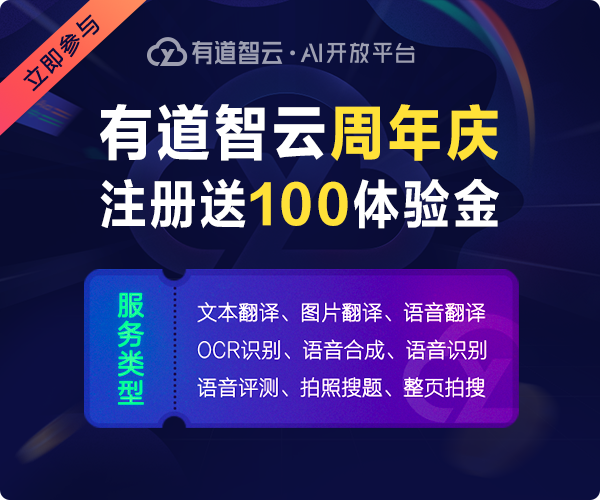 立即参与
有道智云·AI开放平台
有道智云周年庆
注册送100体验金
服务类型
文本翻译、图片翻译、语音翻译
OCR识别、语音合成、语音识别
语音评测、拍照搜题、整页拍搜